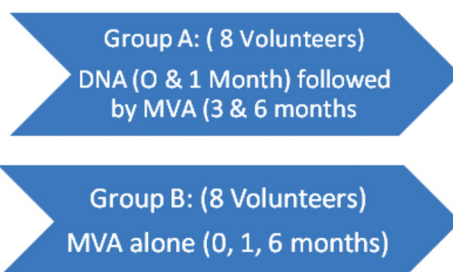 Group A: ( 8 Volunteers)
DNA (O & 1 Month) followed
by MVA (3 & 6 months
Group B: (8 Volunteers)
MVA alone (0, 1, 6 months)